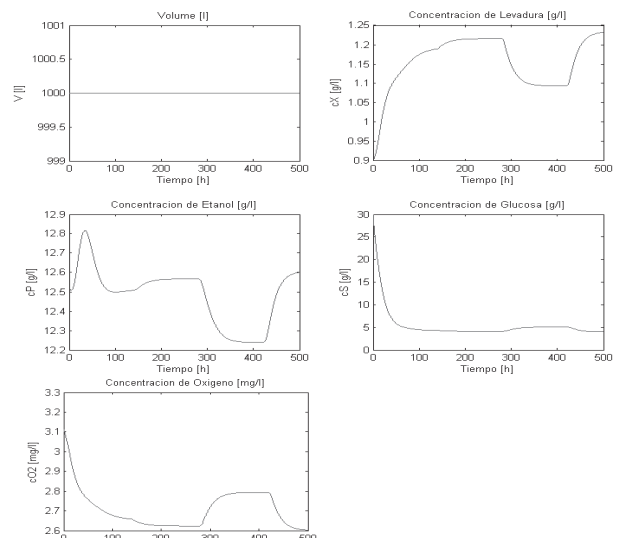 Volume [l]
1001
1000.5
1000
999.5
999
V [l]
0 100 200 300 400 500
Tiempo [h]
Concentracion de Levadura [g/l]
1.25
1.2
1.15
1.1
1.05
1
0.95
0.9
cX [g/l]
0 100 200 300 400 500
Tiempo [h]
Concentracion de Etanol [g/l]
12.9
12.8
12.7
12.6
12.5
12.4
12.3
12.2
cP [g/l]
0 100 200 300 400 500
Tiempo [h]
Concentracion de Glucosa [g/l]
30
25
20
15
10
5
0
cS [g/l]
0 100 200 300 400 500
Tiempo [h]
Concentracion de Oxigeno [mg/l]
3.3
3.2
3.1
3
2.9
2.8
2.7
2.6
cO2 [mg/l]
0 100 200 300 400 500